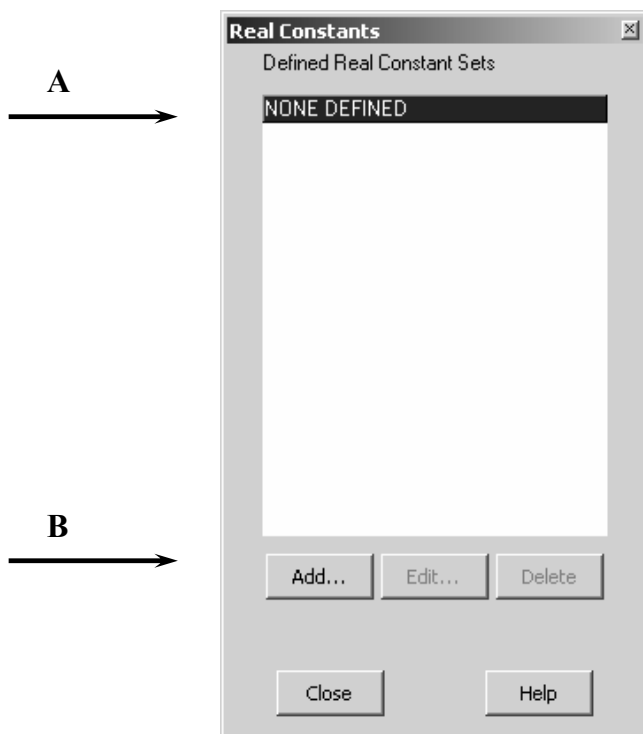 Real Constants
Defined Real Constant Sets
A
NONE DEFINED
B
Add... Edit... Delete
Close Help